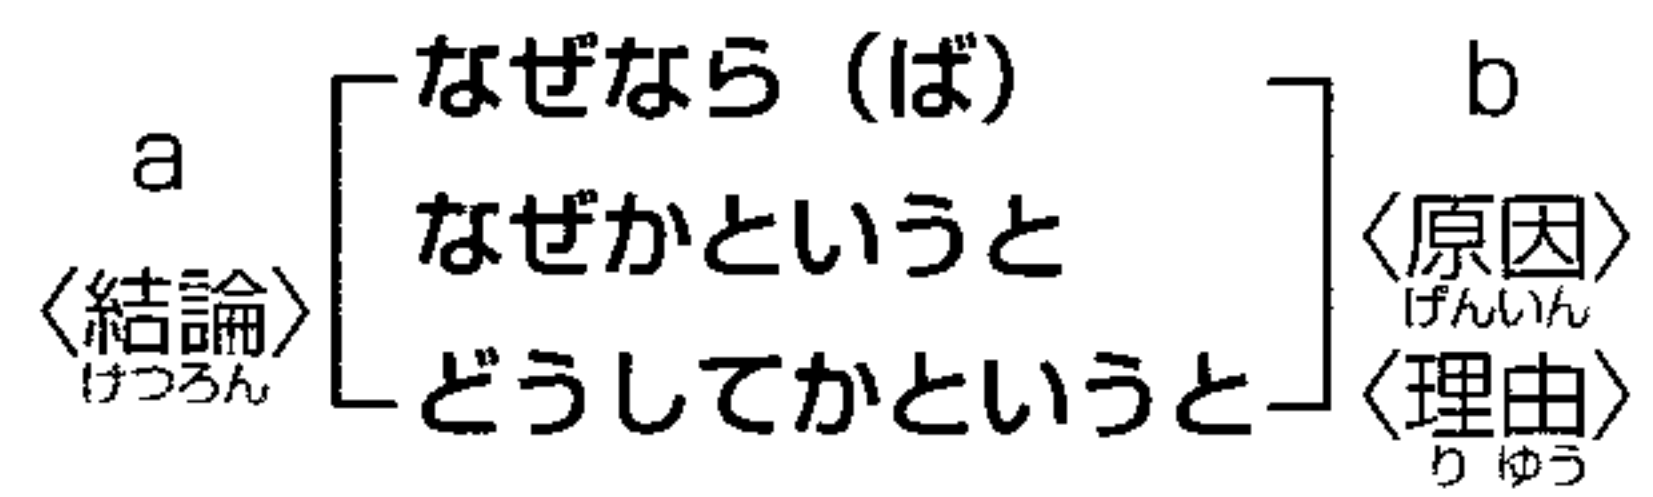 a
〈結論〉
けつろん
なぜなら（ば）
なぜかというと
どうしてかというと
b
〈原因〉
げんいん
〈理由〉
りゆう